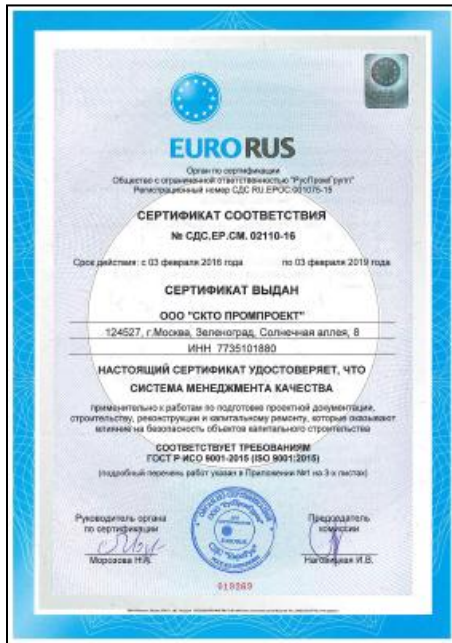 EURORUS
Орган по сертификации
Общество с ограниченной ответственностью "РусПромГрупп"
Регистрационный номер СДС RU.EPOC.001076-15
СЕРТИФИКАТ СООТВЕТСТВИЯ
№ СДС.ЕР.СМ. 02110-16
Срок действия: с 03 февраля 2016 года по 03 февраля 2019 года
СЕРТИФИКАТ ВЫДАН
ООО "СКТО ПРОМПРОЕКТ"
124527, г.Москва, Зеленоград, Солнечная аллея, 8
ИНН 7735101880
НАСТОЯЩИЙ СЕРТИФИКАТ УДОСТОВЕРЯЕТ, ЧТО
СИСТЕМА МЕНЕДЖМЕНТА КАЧЕСТВА
применительно к работам по подготовке проектной документации,
строительству, реконструкции и капитальному ремонту, которые оказывают
влияние на безопасность объектов капитального строительства
СООТВЕТСТВУЕТ ТРЕБОВАНИЯМ
ГОСТ Р ИСО 9001-2015 (ISO 9001:2015)
(подробный перечень работ указан в Приложении №1 на 3-х листах)
Руководитель органа
по сертификации
Морозова Н.А.
Председатель
комиссии
Наговицкая И.В.